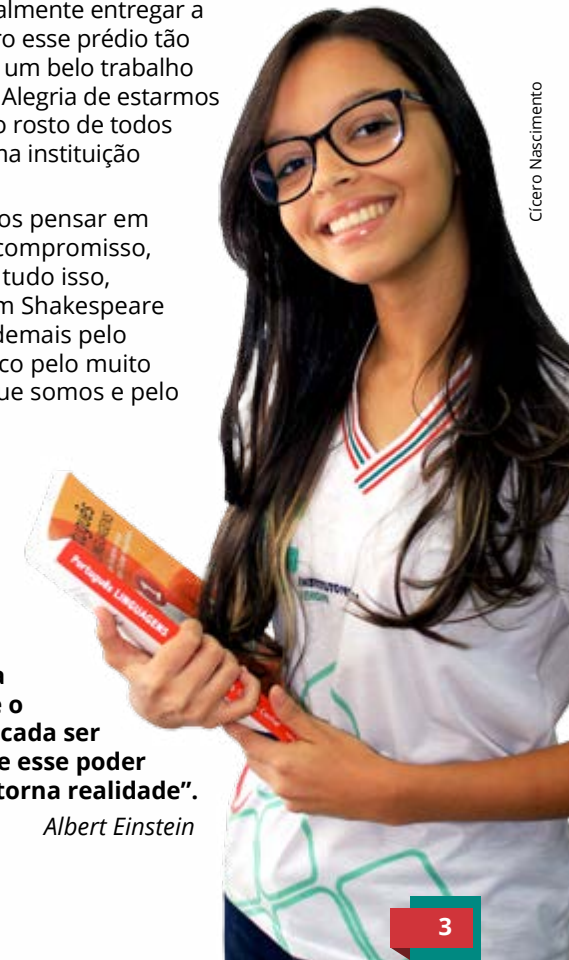 almente entregar a
ro esse prédio tão
um belo trabalho
Alegria de estarmos
o rosto de todos
na instituição
os pensar em
compromisso,
tudo isso,
m Shakespeare
demais pelo
co pelo muito
ue somos e pelo
Cícero Nascimento
Português LINGUAGENS
a
e o
cada ser
e esse poder
torna realidade”.
Albert Einstein
3